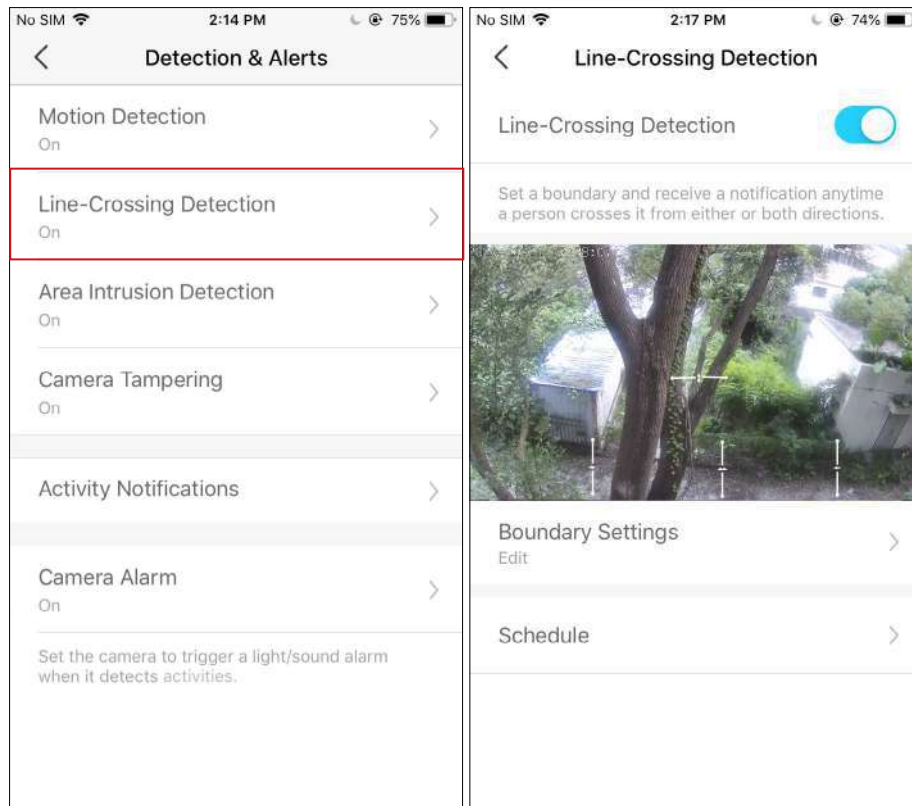 No SIM
2:14 PM
75%
Detection & Alerts
Motion Detection
On
Line-Crossing Detection
On
Area Intrusion Detection
On
Camera Tampering
On
Activity Notifications
Camera Alarm
On
Set the camera to trigger a light/sound alarm
when it detects activities.
No SIM
2:17 PM
74%
Line-Crossing Detection
Line-Crossing Detection
Set a boundary and receive a notification anytime
a person crosses it from either or both directions.
Boundary Settings
Edit
Schedule